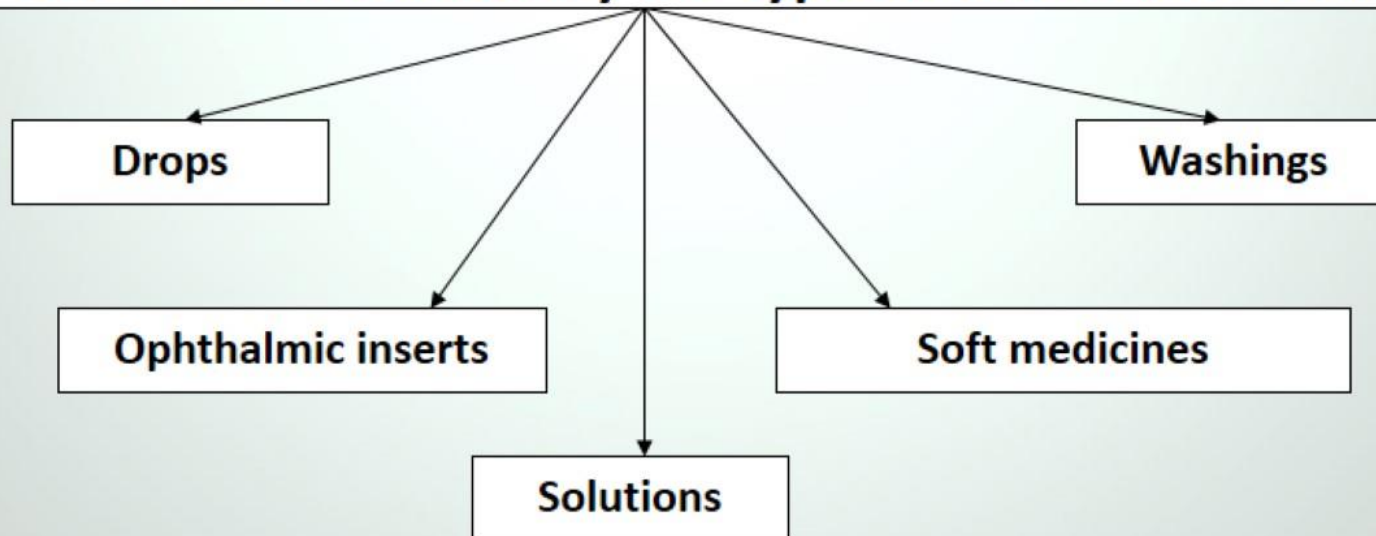 Drops
Washings
Ophthalmic inserts
Soft medicines
Solutions